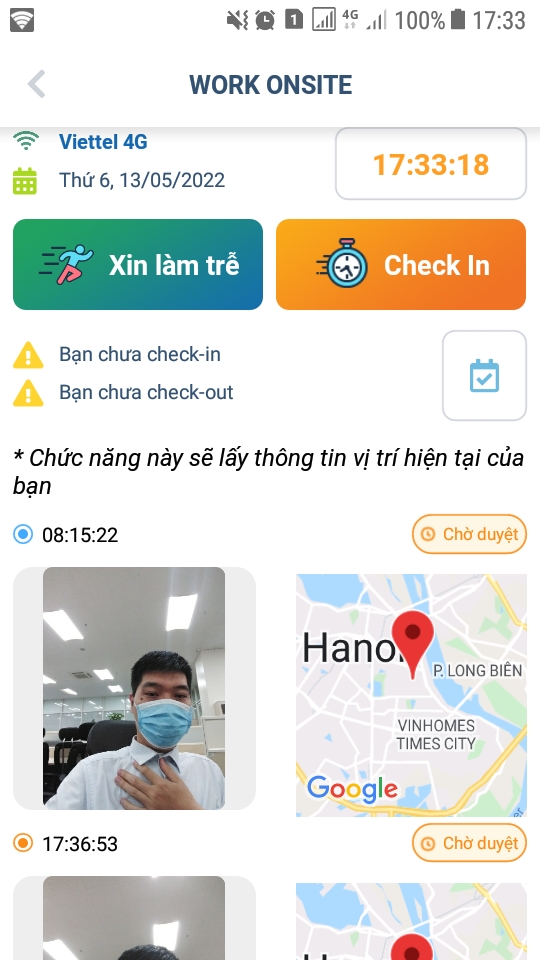 1 4G 100% 17:33
WORK ONSITE
Viettel 4G
Thứ 6, 13/05/2022
17:33:18
Xin làm trễ
Check In
Bạn chưa check-in
Bạn chưa check-out
* Chức năng này sẽ lấy thông tin vị trí hiện tại của
bạn
08:15:22
Chờ duyệt
Hano
P. LONG BIÊN
VINHOMES
TIMES CITY
Google
17:36:53
Chờ duyệt